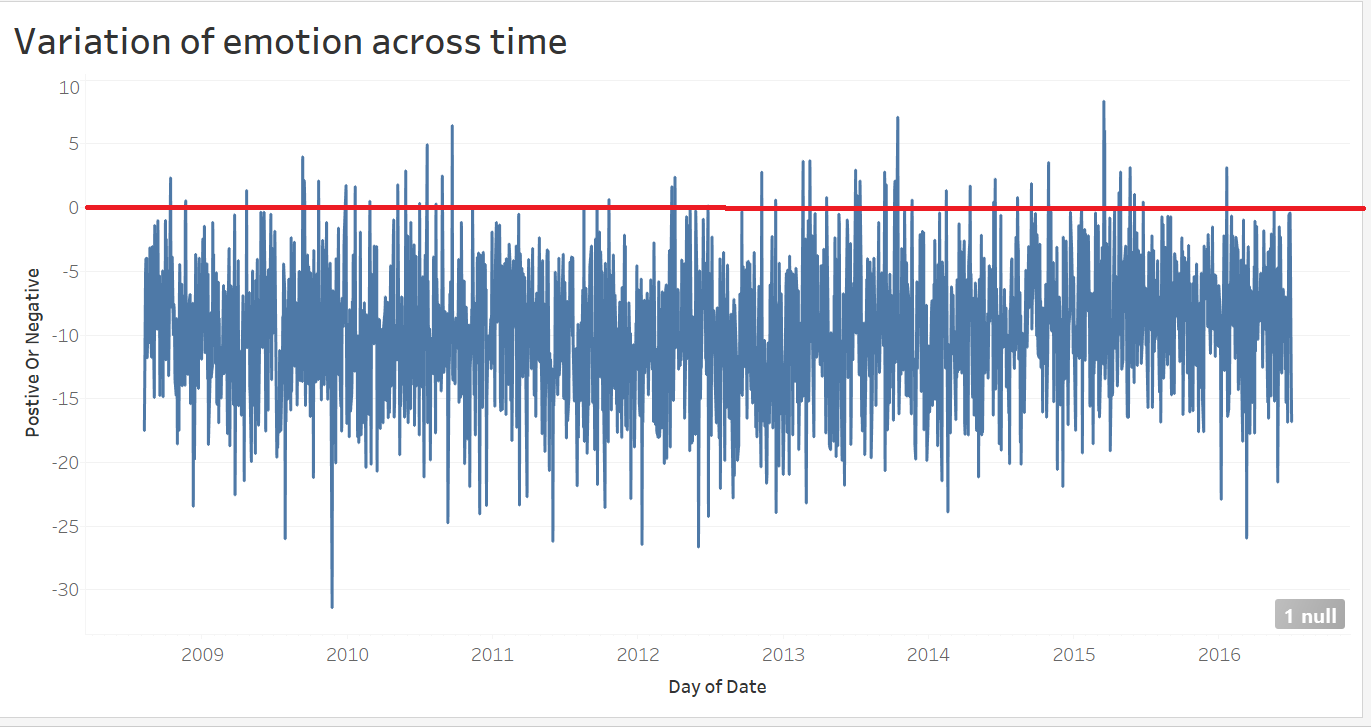 Variation of emotion across time
10
5
0
-5
-10
-15
-20
-25
-30
Postive Or Negative
1 null
2009 2010 2011 2012 2013 2014 2015 2016
Day of Date